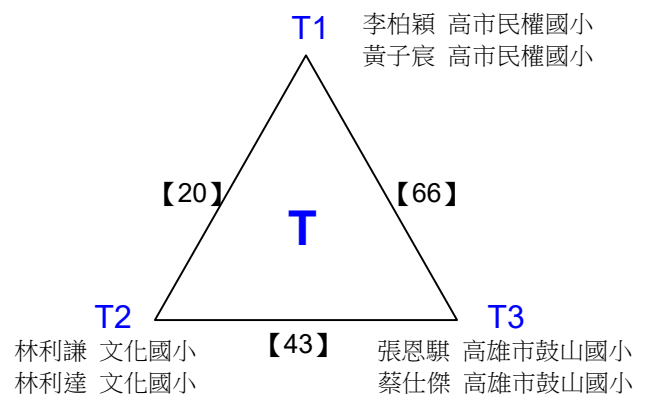 T1
李柏穎 高市民權國小
黃子宸 高市民權國小
【20】
【66】
T
T2
林利謙 文化國小
林利達 文化國小
【43】
T3
張恩騏 高雄市鼓山國小
蔡仕傑 高雄市鼓山國小